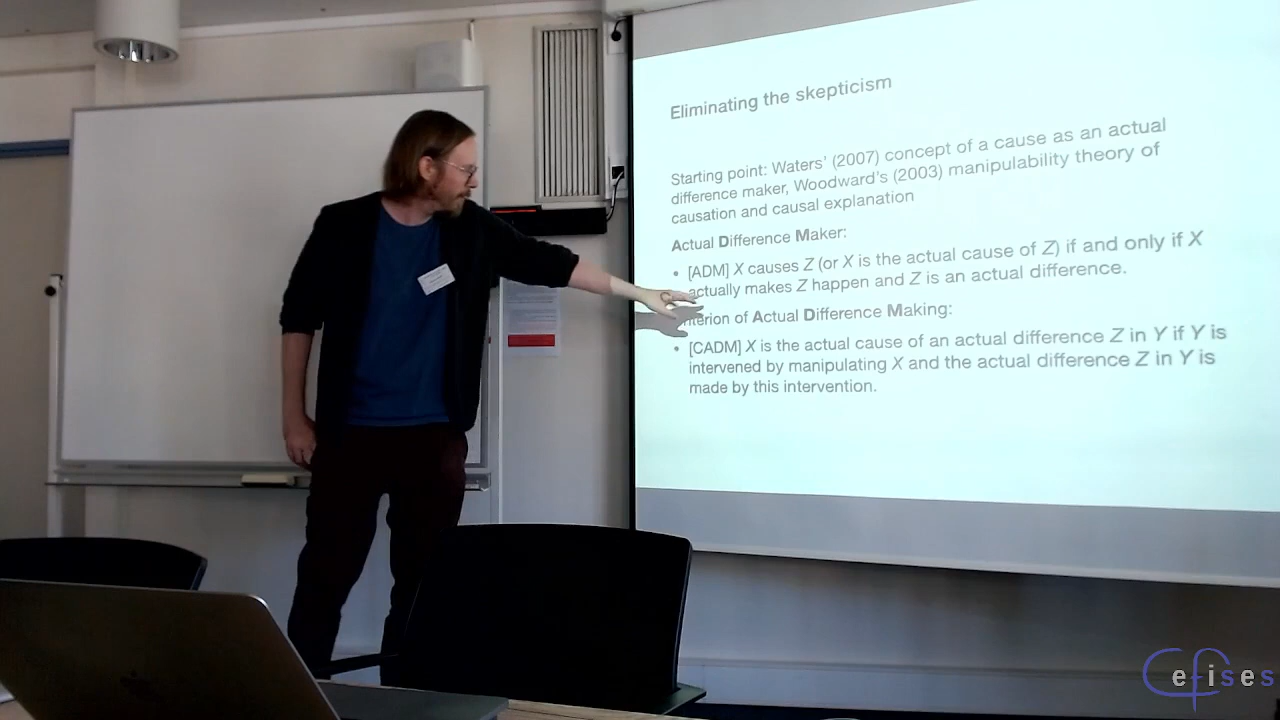 Eliminating the skepticism
Starting point: Waters' (2007) concept of a cause as an actual
difference maker, Woodward's (2003) manipulability theory of
causation and causal explanation
Actual Difference Maker:
• [ADM] X causes Z (or X is the actual cause of Z) if and only if X
actually makes Z happen and Z is an actual difference.
of Actual Difference Making:
• [CADM] X is the actual cause of an actual difference Z in Y if Y is
intervened by manipulating X and the actual difference Z in Y is
made by this intervention.
Cefises